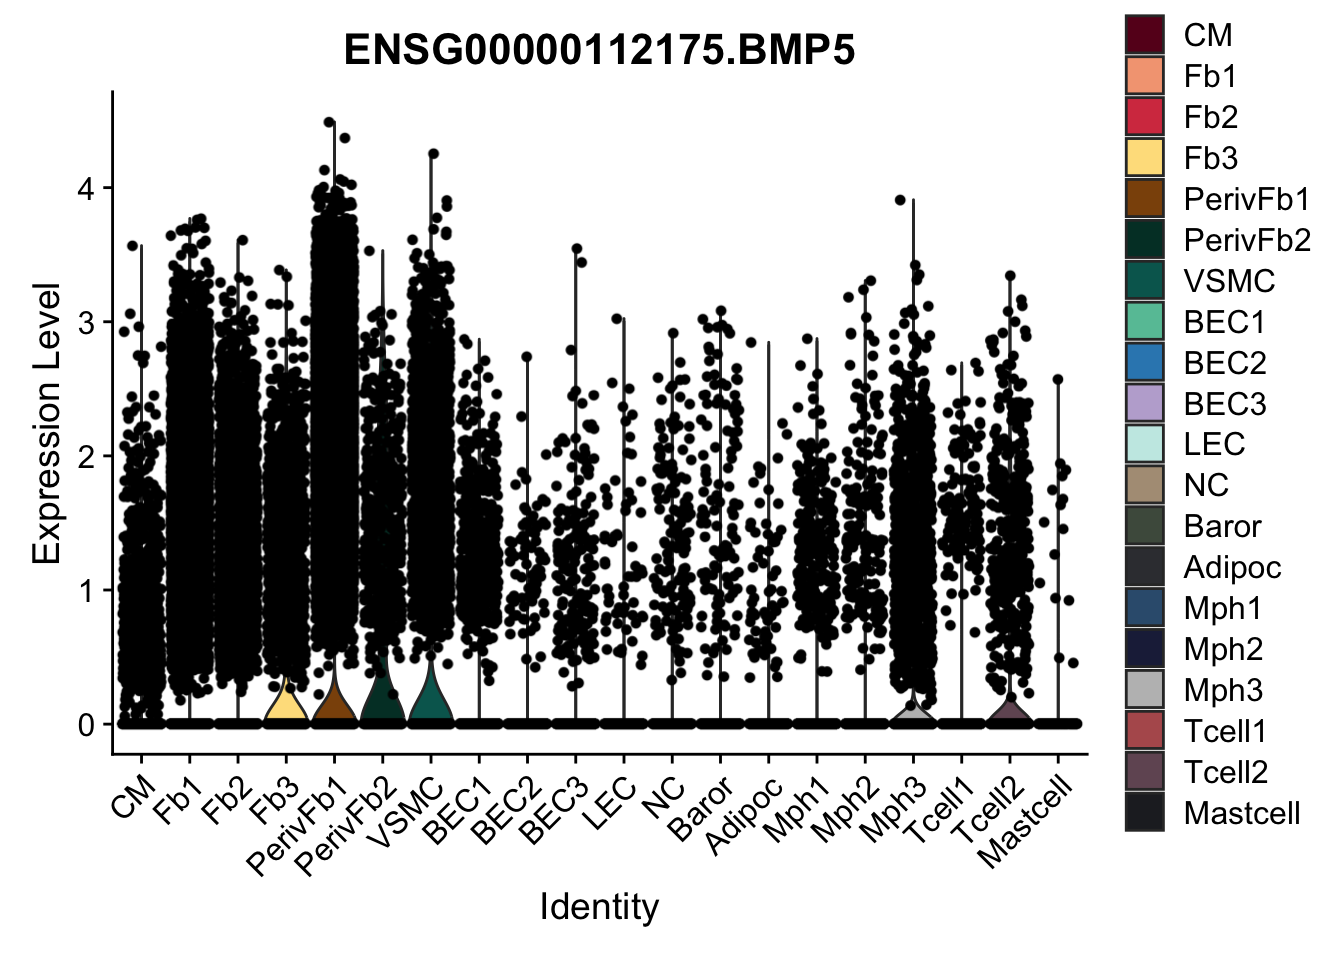 ENSG00000112175.BMP5
Expression Level
4
3
2
1
0
CM
Fb1
Fb2
Fb3
PerivFb1
PerivFb2
VSMC
BEC1
BEC2
BEC3
LEC
NC
Baror
Adipoc
Mph1
Mph2
Mph3
Tcell1
Tcell2
Mastcell
Identity
CM
Fb1
Fb2
Fb3
PerivFb1
PerivFb2
VSMC
BEC1
BEC2
BEC3
LEC
NC
Baror
Adipoc
Mph1
Mph2
Mph3
Tcell1
Tcell2
Mastcell